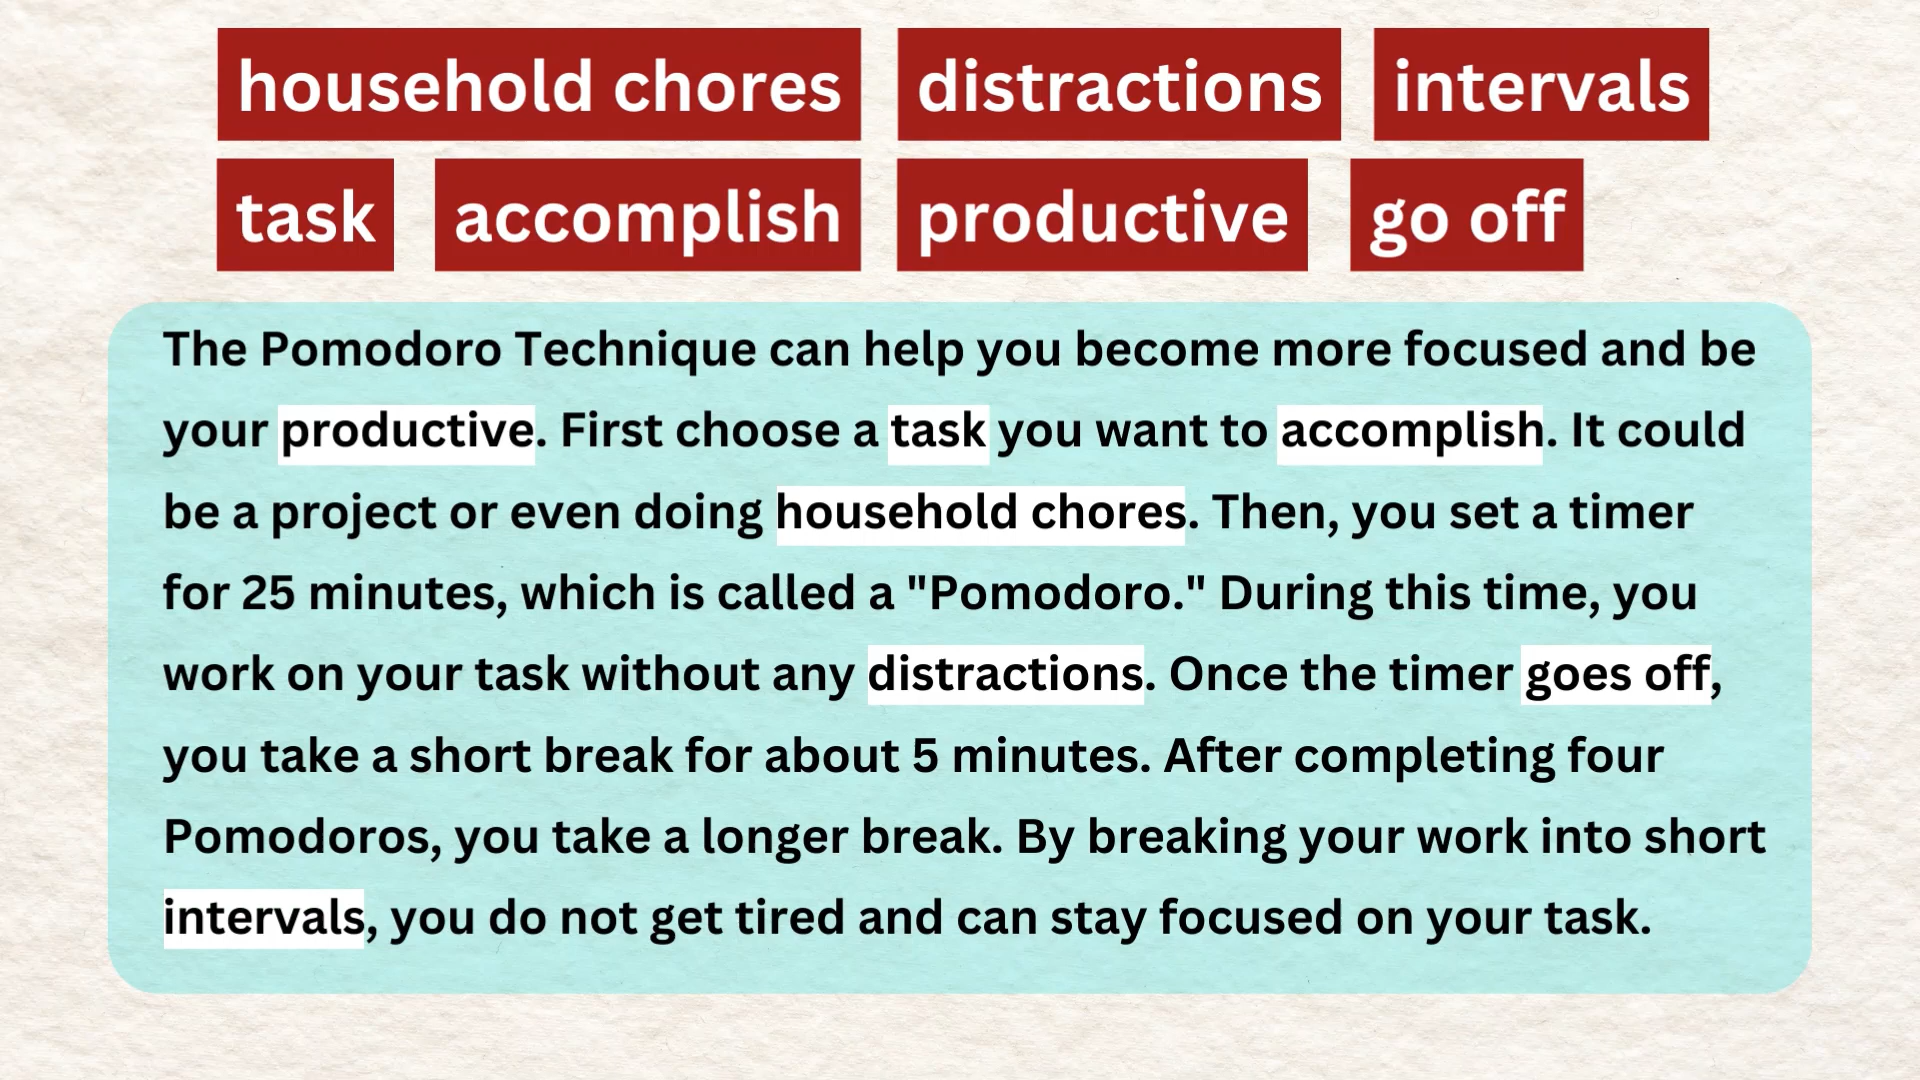 household chores distractions intervals
task accomplish productive go off
The Pomodoro Technique can help you become more focused and be
your productive. First choose a task you want to accomplish. It could
be a project or even doing household chores. Then, you set a timer
for 25 minutes, which is called a "Pomodoro." During this time, you
work on your task without any distractions. Once the timer goes off,
you take a short break for about 5 minutes. After completing four
Pomodoros, you take a longer break. By breaking your work into short
intervals, you do not get tired and can stay focused on your task.